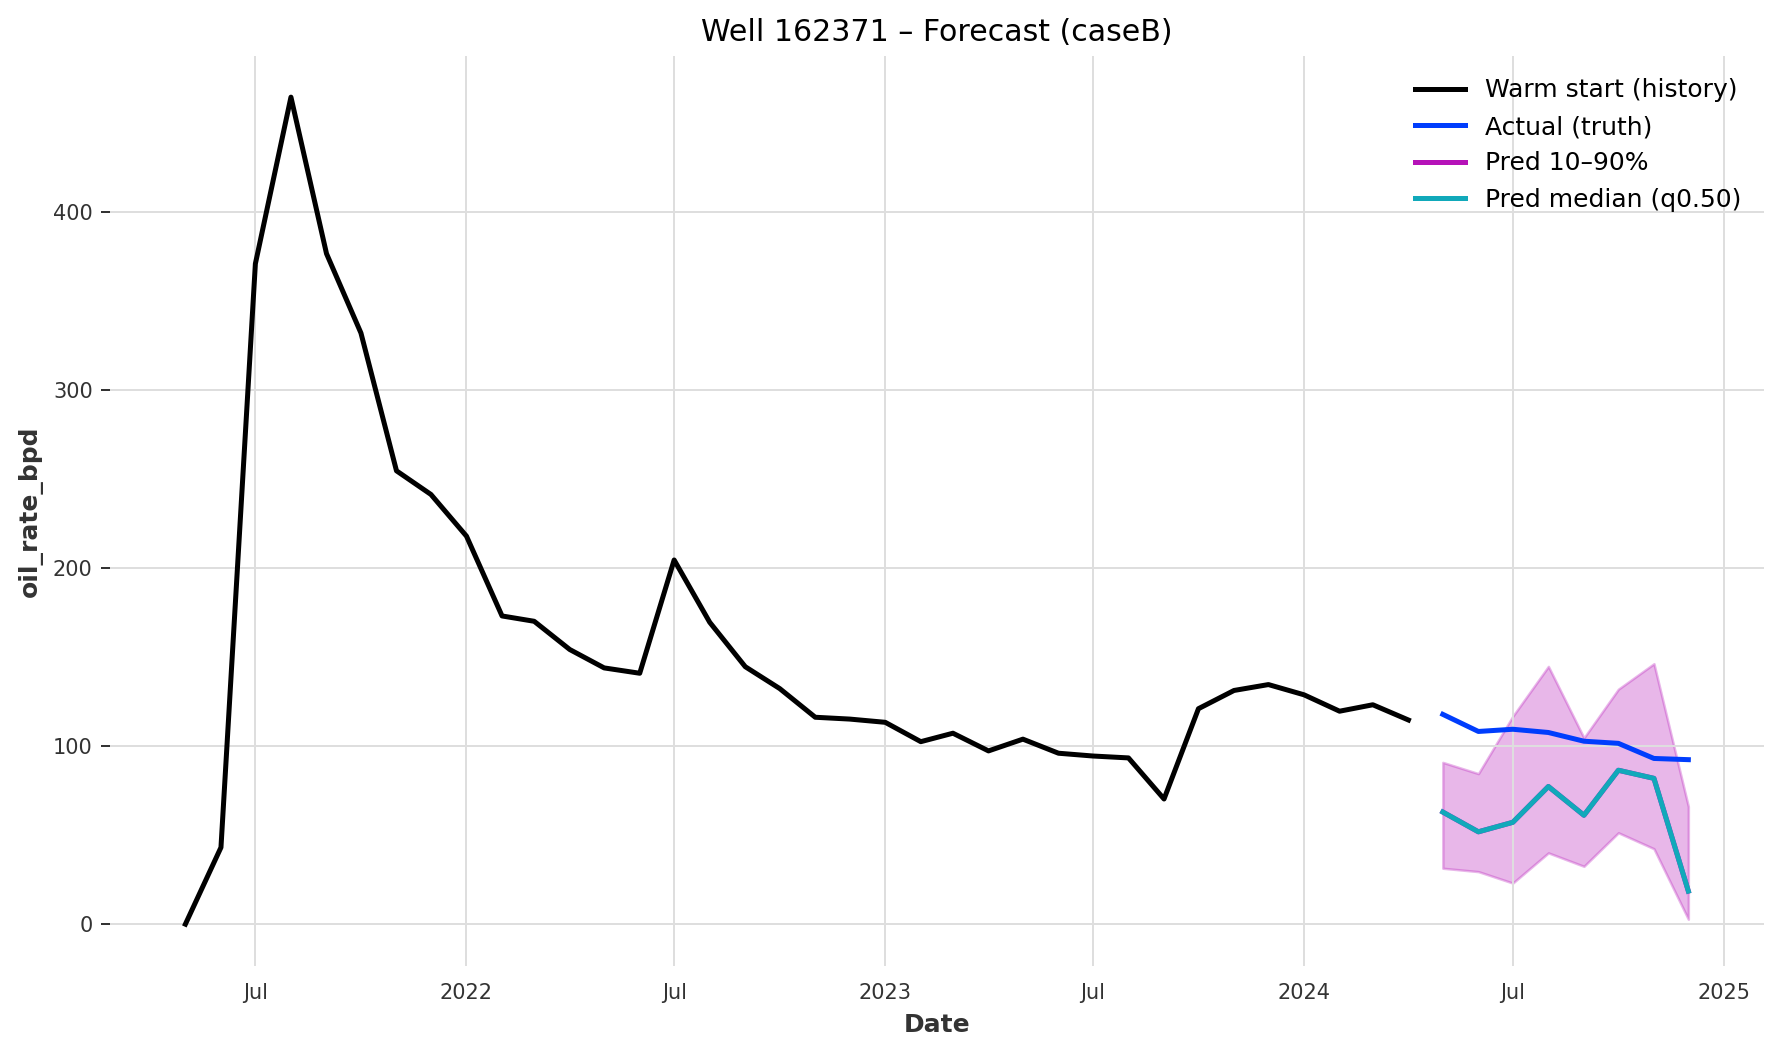 Well 162371 – Forecast (caseB)
Warm start (history)
Actual (truth)
Pred 10–90%
Pred median (q0.50)
oil_rate_bpd
400
300
200
100
0
Jul 2022 Jul 2023 Jul 2024 Jul 2025
Date